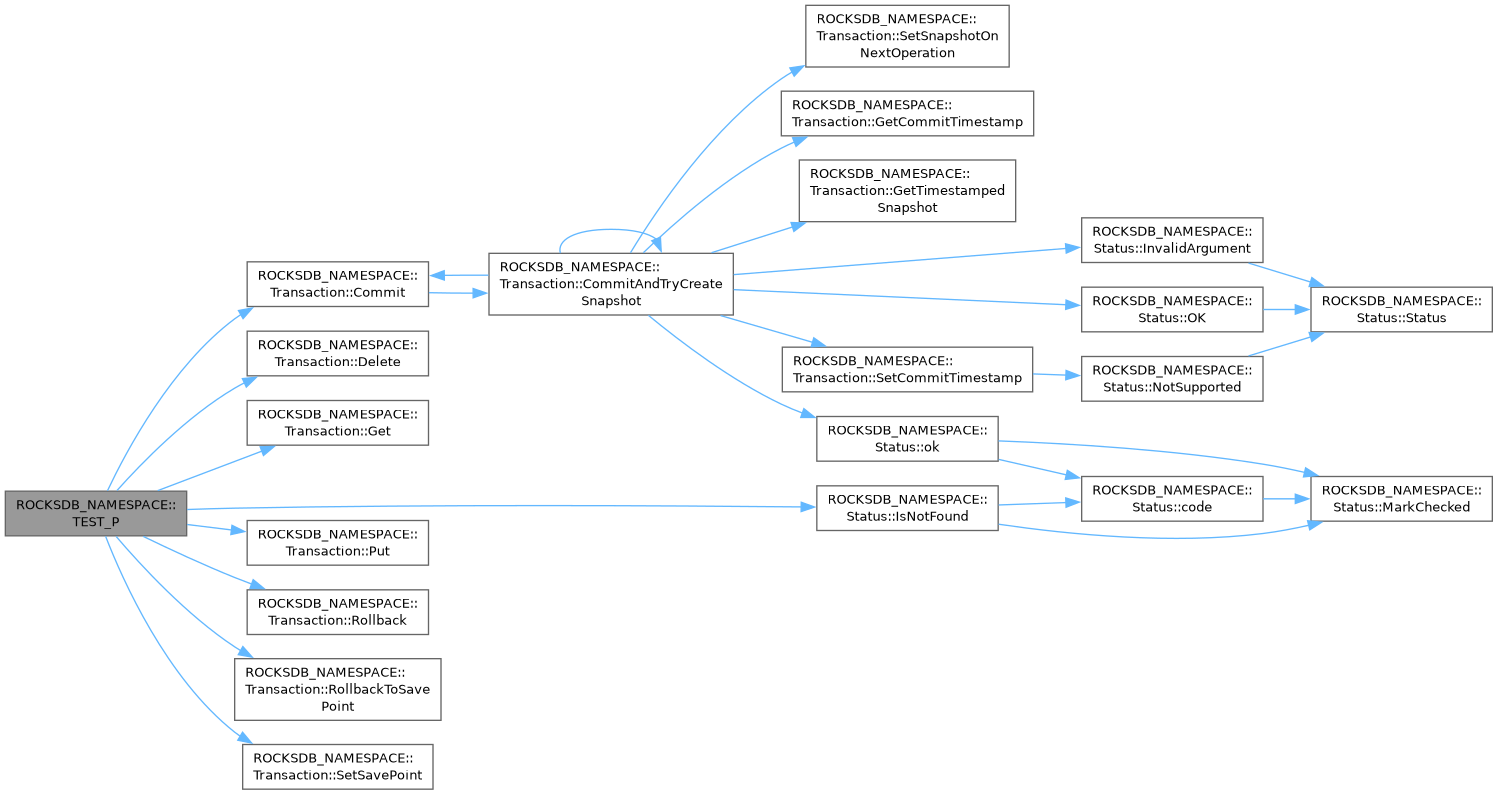 ROCKSDB_NAMESPACE::
Transaction::SetSnapshotOn
NextOperation
ROCKSDB_NAMESPACE::
Transaction::GetCommitTimestamp
ROCKSDB_NAMESPACE::
Transaction::GetTimestamped
Snapshot
ROCKSDB_NAMESPACE::
Status::InvalidArgument
ROCKSDB_NAMESPACE::
Transaction::Commit
ROCKSDB_NAMESPACE::
Transaction::CommitAndTryCreate
Snapshot
ROCKSDB_NAMESPACE::
Status::OK
ROCKSDB_NAMESPACE::
Status::Status
ROCKSDB_NAMESPACE::
Transaction::Delete
ROCKSDB_NAMESPACE::
Transaction::SetCommitTimestamp
ROCKSDB_NAMESPACE::
Status::NotSupported
ROCKSDB_NAMESPACE::
Transaction::Get
ROCKSDB_NAMESPACE::
Status::ok
ROCKSDB_NAMESPACE::
TEST_P
ROCKSDB_NAMESPACE::
Status::IsNotFound
ROCKSDB_NAMESPACE::
Status::code
ROCKSDB_NAMESPACE::
Status::MarkChecked
ROCKSDB_NAMESPACE::
Transaction::Put
ROCKSDB_NAMESPACE::
Transaction::Rollback
ROCKSDB_NAMESPACE::
Transaction::RollbackToSave
Point
ROCKSDB_NAMESPACE::
Transaction::SetSavePoint